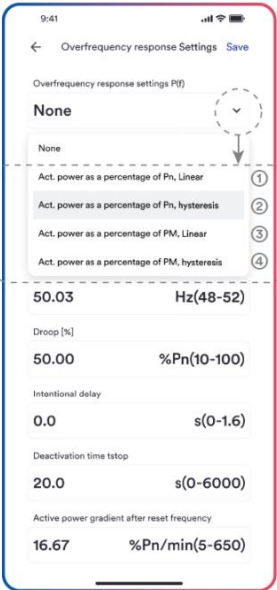 9:41
← Overfrequency response Settings Save
Overfrequency response settings P(f)
None
None
Act. power as a percentage of Pn, Linear ①
Act. power as a percentage of Pn, hysteresis ②
Act. power as a percentage of PM, Linear ③
Act. power as a percentage of PM, hysteresis ④
50.03 Hz(48-52)
Droop [%]
50.00 %Pn(10-100)
Intentional delay
0.0 s(0-1.6)
Deactivation time tstop
20.0 s(0-6000)
Active power gradient after reset frequency
16.67 %Pn/min(5-650)